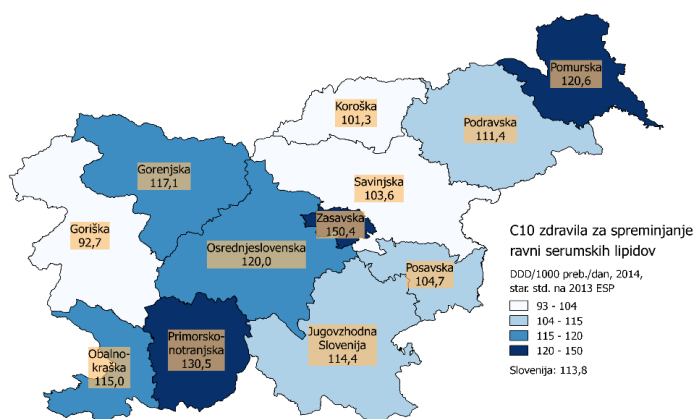 Pomurska
120,6
Koroška
101,3
Podravska
111,4
Gorenjska
117,1
Savinjska
103,6
Zasavska
150,4
Goriška
92,7
Osrednjeslovenska
120,0
Posavska
104,7
Primorsko-
notranjska
130,5
Jugovzhodna
Slovenija
114,4
Obalno-
kraška
115,0
C10 zdravila za spreminjanje
ravni serumskih lipidov
DDD/1000 preb./dan, 2014,
star. std. na 2013 ESP
93 - 104
104 - 115
115 - 120
120 - 150
Slovenija: 113,8